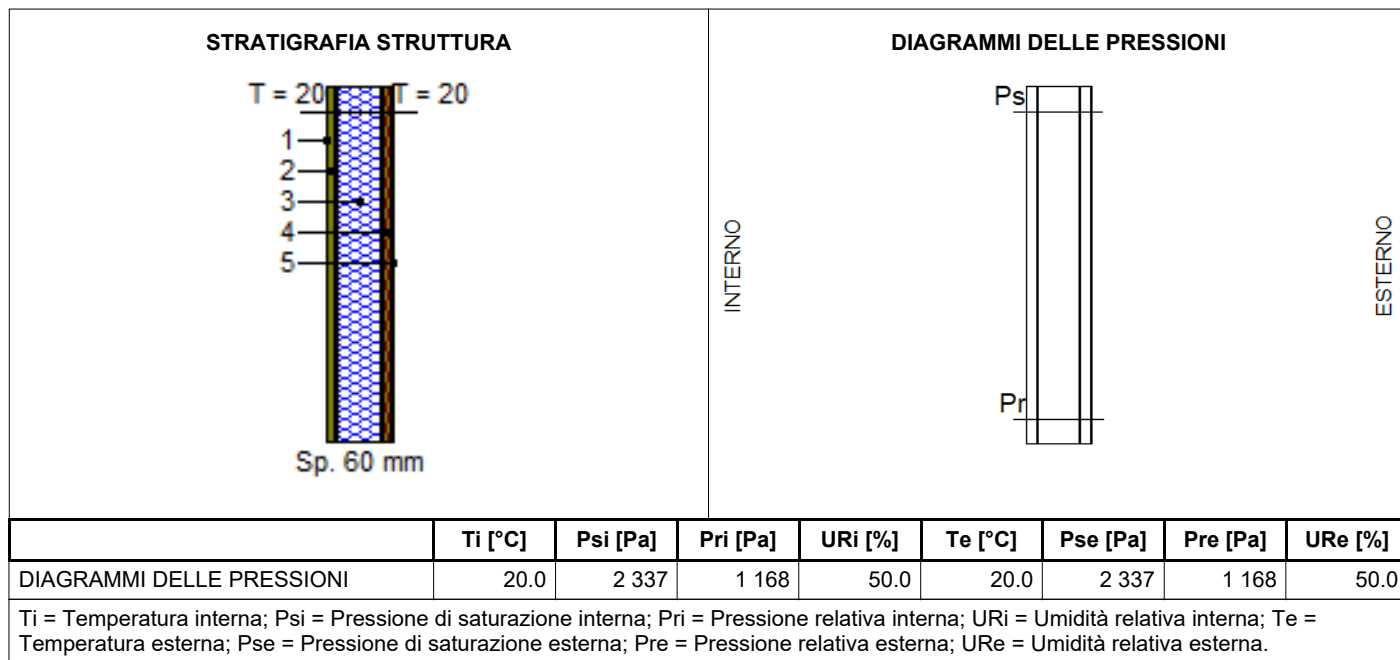 STRATIGRAFIA STRUTTURA
T = 20 T = 20
1
2
3
4
5
Sp. 60 mm
DIAGRAMMI DELLE PRESSIONI
Ps
Pr
INTERNO
ESTERNO
Ti [°C] Psi [Pa] Pri [Pa] URi [%] Te [°C] Pse [Pa] Pre [Pa] URe [%]
DIAGRAMMI DELLE PRESSIONI 20.0 2 337 1 168 50.0 20.0 2 337 1 168 50.0
Ti = Temperatura interna; Psi = Pressione di saturazione interna; Pri = Pressione relativa interna; URi = Umidità relativa interna; Te =
Temperatura esterna; Pse = Pressione di saturazione esterna; Pre = Pressione relativa esterna; URe = Umidità relativa esterna.